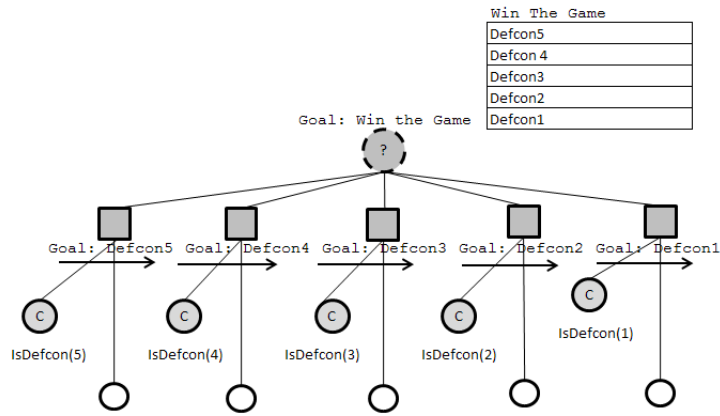 Win The Game
Defcon5
Defcon 4
Defcon3
Defcon2
Defcon1
Goal: Win the Game
?
Goal: Defcon5
Goal: Defcon4
Goal: Defcon3
Goal: Defcon2
Goal: Defcon1
C
C
C
C
C
IsDefcon(5)
IsDefcon(4)
IsDefcon(3)
IsDefcon(2)
IsDefcon(1)